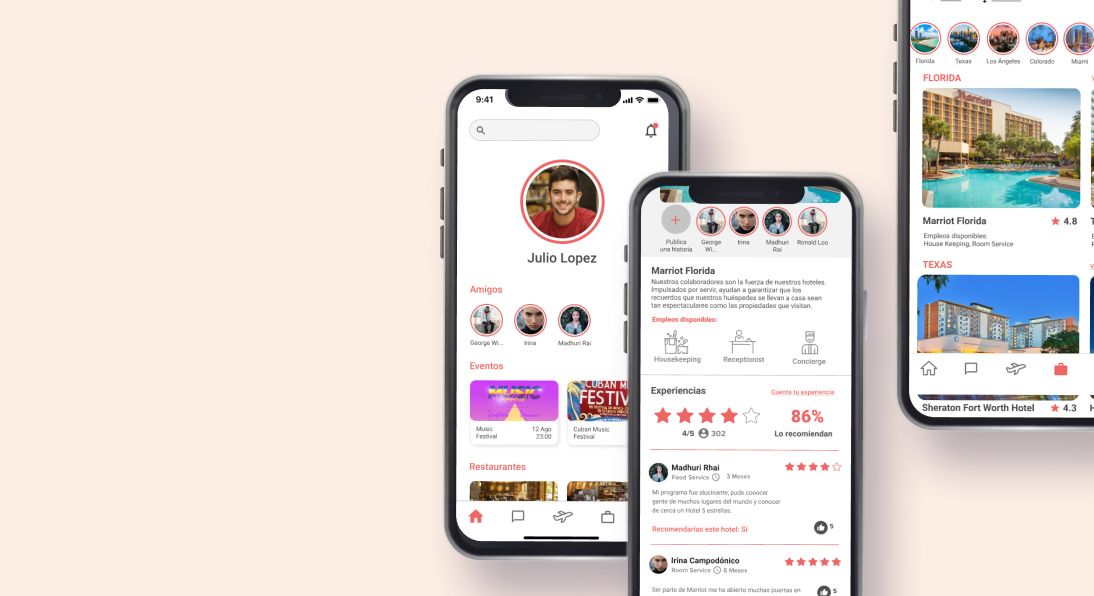 9:41
Julio Lopez
Amigos
George Wi...
Irina
Madhuri Rai
Eventos
MUSIC
Music
Festival
12 Ago
23:00
CUBAN MU
FESTIV
Cuban Music
Festival
Restaurantes
Publica
una historia
George
Wi...
Irina
Madhuri
Rai
Ronald Loo
Marriot Florida
Nuestros colaboradores son la fuerza de nuestros hoteles.
Impulsados por servir, ayudan a garantizar que los
recuerdos que nuestros huéspedes se llevan a casa sean
tan espectaculares como las propiedades que visitan.
Empleos disponibles:
Housekeeping
Receptionist
Concierge
Experiencias
Cuenta tu experiencia
4/5
302
86%
Lo recomiendan
Madhuri Rhai
Food Service
3 Meses
Mi programa fue alucinante, pude conocer
gente de muchos lugares del mundo y conocer
de cerca un Hotel 5 estrellas.
Recomendarías este hotel: Sí
5
Irina Campodónico
Room Service
6 Meses
Ser parte de Marriot me ha abierto muchas puertas en
5
Florida
Texas
Los Ángeles
Colorado
Miami
FLORIDA
Marriott
Marriot Florida
4.8
Empleos disponibles:
House Keeping, Room Service
TEXAS
Sheraton Fort Worth Hotel
4.3